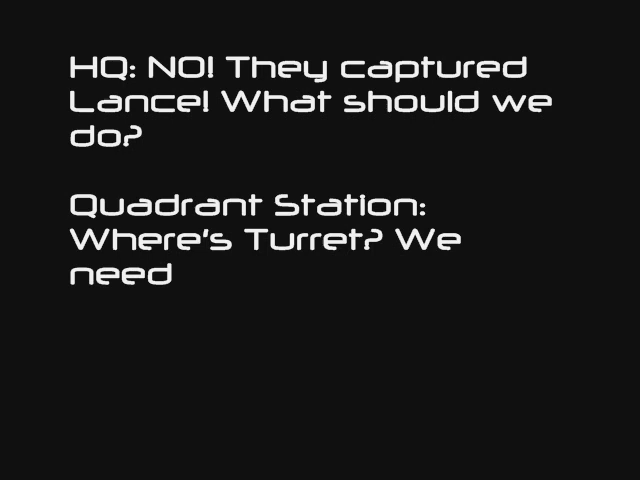 HQ: NO! They captured
Lance! What should we
do?
Quadrant Station:
Where's Turret? We
need